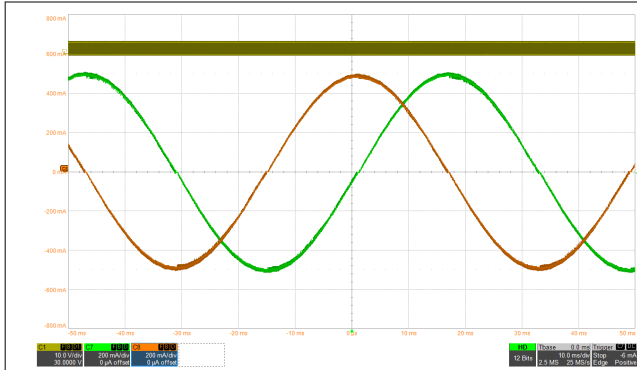 800 mA
600 mA
400 mA
200 mA
0 mA
-200 mA
-400 mA
-600 mA
-800 mA
-50 ms -40 ms -30 ms -20 ms -10 ms 0 s 10 ms 20 ms 30 ms 40 ms 50 ms
C1 C7 C8 HD Tbase 0.0 ms Trigger C7
10.0 V/div 200 mA/div 200 mA/div 12 Bits 10.0 ms/div Stop -6 mA
30.0000 V 0 µA offset 0 µA offset 2.5 MS 25 MS/s Edge Positive